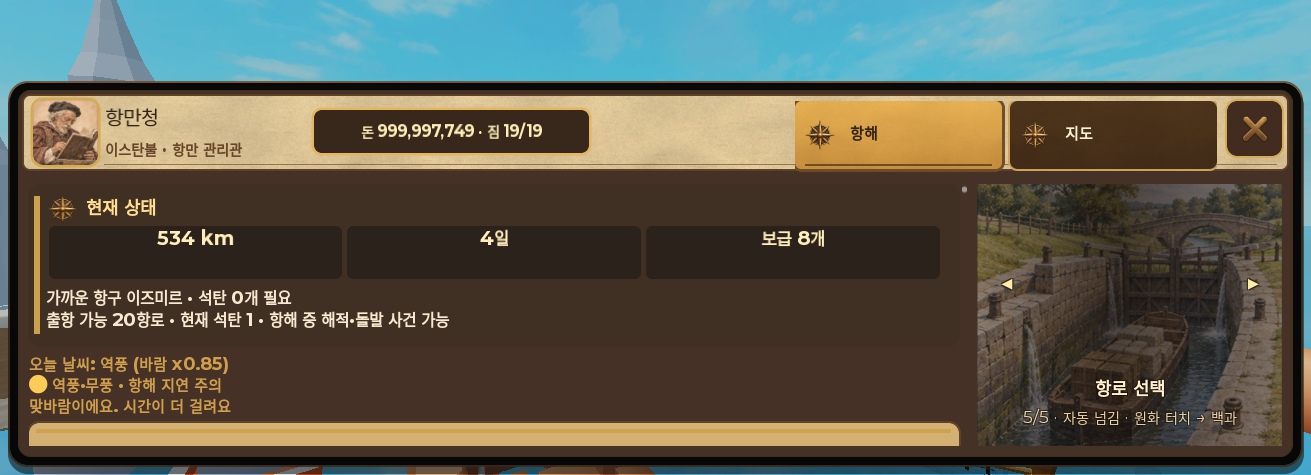 항만청
이스탄불 • 항만 관리관
돈 999,997,749 · 짐 19/19
항해
지도
현재 상태
534 km
4일
보급 8개
가까운 항구 이즈미르 • 석탄 0개 필요
출항 가능 20항로 • 현재 석탄 1 • 항해 중 해적•돌발 사건 가능
오늘 날씨: 역풍 (바람 x0.85)
역풍•무풍 • 항해 지연 주의
맞바람이에요. 시간이 더 걸려요
항로 선택
5/5 · 자동 넘김 · 원화 터치 → 백과